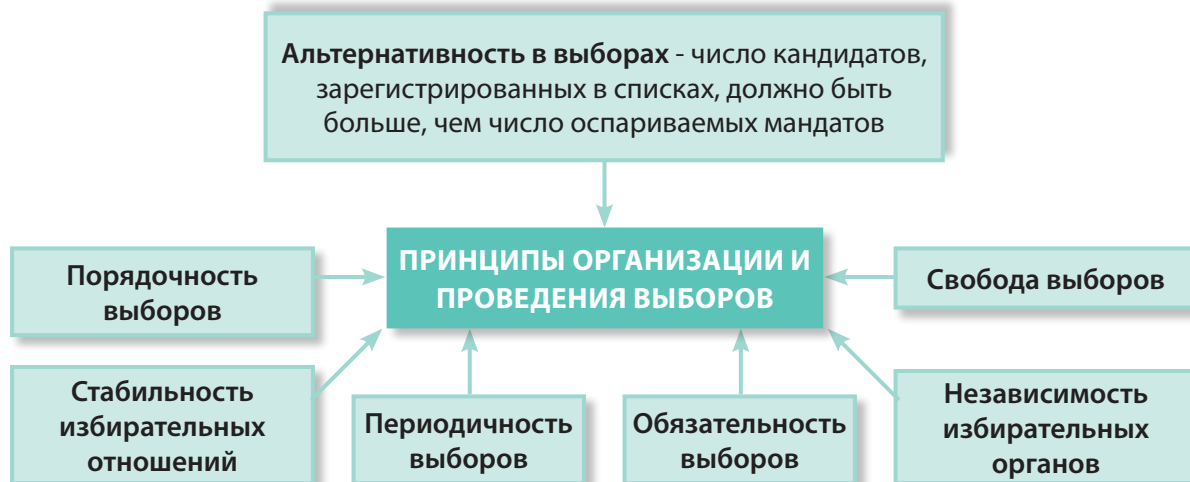 Альтернативность в выборах - число кандидатов,
зарегистрированных в списках, должно быть
больше, чем число оспариваемых мандатов
ПРИНЦИПЫ ОРГАНИЗАЦИИ И
ПРОВЕДЕНИЯ ВЫБОРОВ
Порядочность
выборов
Свобода выборов
Стабильность
избирательных
отношений
Периодичность
выборов
Обязательность
выборов
Независимость
избирательных
органов